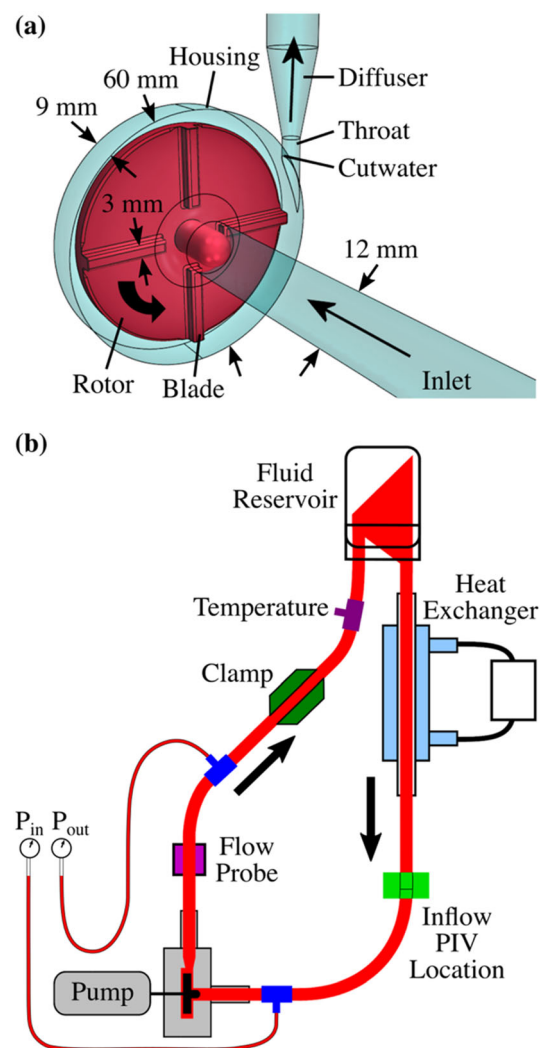 (a)
Housing
60 mm
9 mm
Diffuser
Throat
Cutwater
3 mm
12 mm
Rotor
Blade
Inlet
(b)
Fluid
Reservoir
Temperature
Heat
Exchanger
Clamp
Pin Pout
Flow
Probe
Inflow
PIV
Location
Pump